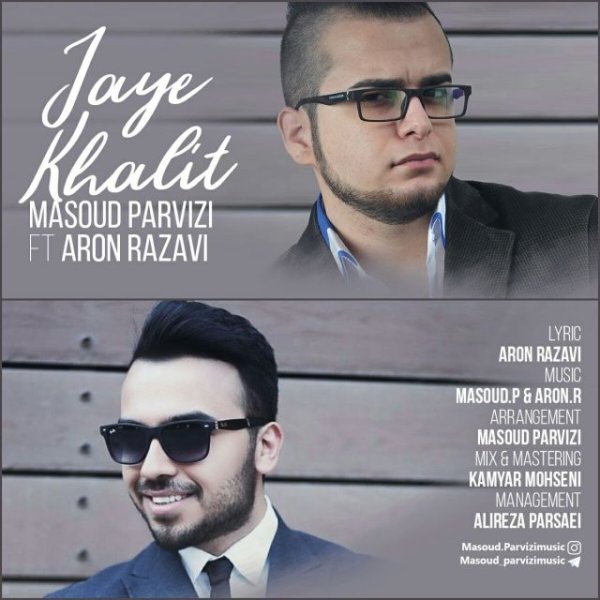 Jaye
Khalit
MASOUD PARVIZI
FT ARON RAZAVI
LYRIC
ARON RAZAVI
MUSIC
MASOUD.P & ARON.R
ARRANGEMENT
MASOUD PARVIZI
MIX & MASTERING
KAMYAR MOHSENI
MANAGEMENT
ALIREZA PARSAEI
Masoud.Parvizimusic
Masoud_parvizimusic